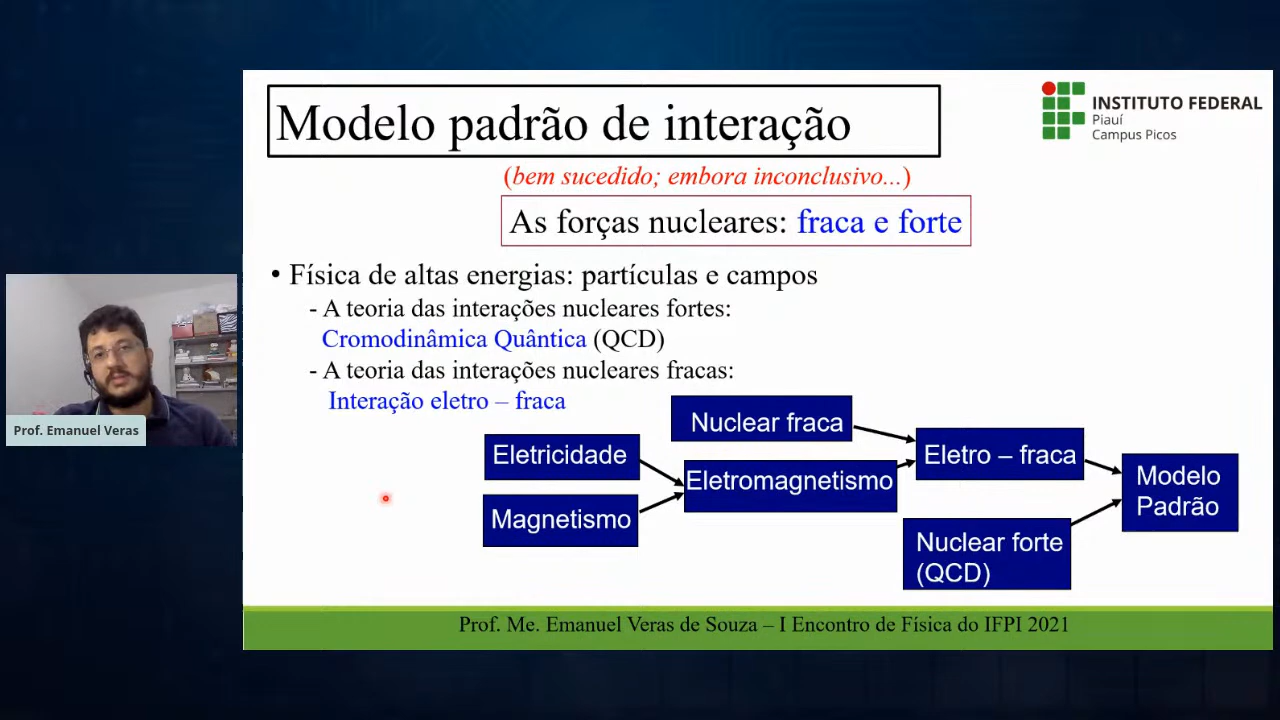 Modelo padrão de interação
INSTITUTO FEDERAL
Piauí
Campus Picos
(bem sucedido; embora inconclusivo...)
As forças nucleares: fraca e forte
• Física de altas energias: partículas e campos
- A teoria das interações nucleares fortes:
Cromodinâmica Quântica (QCD)
- A teoria das interações nucleares fracas:
Interação eletro – fraca
Prof. Emanuel Veras
Nuclear fraca
Eletricidade
Eletromagnetismo
Magnetismo
Eletro – fraca
Nuclear forte
(QCD)
Modelo
Padrão
Prof. Me. Emanuel Veras de Souza – I Encontro de Física do IFPI 2021